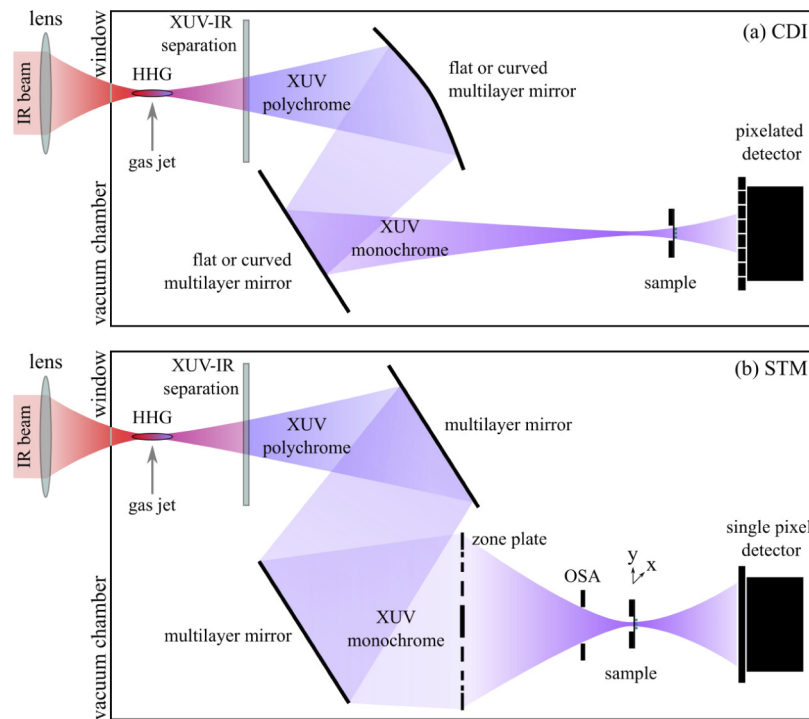 (a) CDI
lens
window
XUV-IR
separation
HHG
IR beam
XUV
polychrome
flat or curved
multilayer mirror
gas jet
pixelated
detector
vacuum chamber
XUV
monochrome
flat or curved
multilayer mirror
sample
(b) STM
lens
window
XUV-IR
separation
HHG
IR beam
XUV
polychrome
multilayer mirror
gas jet
zone plate
single pixel
detector
OSA
y
x
vacuum chamber
multilayer mirror
XUV
monochrome
sample